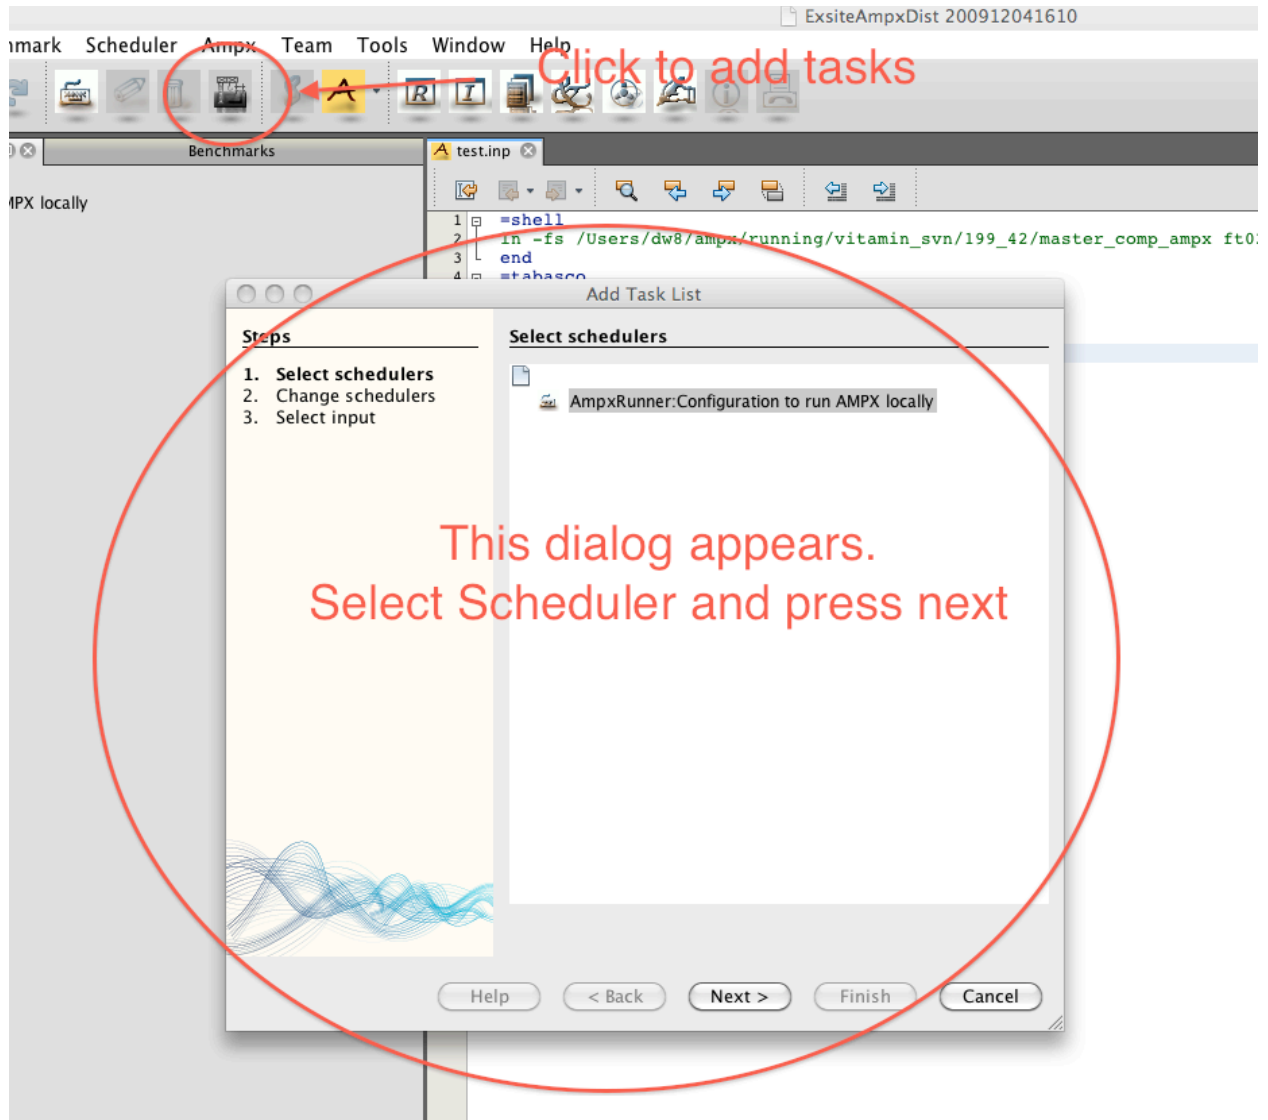 ExsiteAmpxDist 200912041610
nmark Scheduler Ampx Team Tools Window Help
Click to add tasks
R I
Benchmarks
A test.inp
MPX locally
1 =shell
2 ln -fs /Users/dw8/ampx/running/vitamin_svn/199_42/master_comp_ampx ft0
3 end
4 =tabasco
Add Task List
Steps
Select schedulers
1. Select schedulers
2. Change schedulers
3. Select input
AmpxRunner:Configuration to run AMPX locally
This dialog appears.
Select Scheduler and press next
Help < Back Next > Finish Cancel